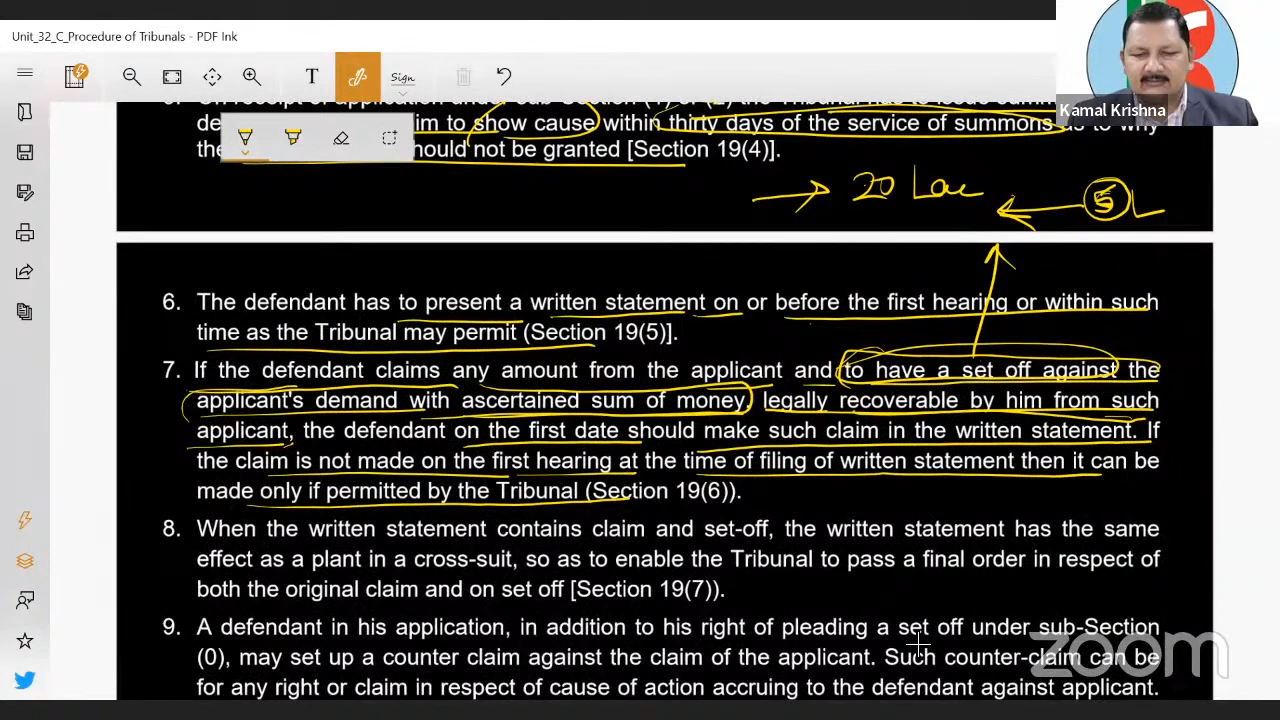 Unit_32_C_Procedure of Tribunals - PDF Ink
T
Sign
Kamal Krishna
im to show cause within thirty days of the service of summons as to why
the should not be granted [Section 19(4)].
20 Lac
5 L
6. The defendant has to present a written statement on or before the first hearing or within such
time as the Tribunal may permit (Section 19(5)].
7. If the defendant claims any amount from the applicant and to have a set off against the
applicant's demand with ascertained sum of money, legally recoverable by him from such
applicant, the defendant on the first date should make such claim in the written statement. If
the claim is not made on the first hearing at the time of filing of written statement then it can be
made only if permitted by the Tribunal (Section 19(6)).
8. When the written statement contains claim and set-off, the written statement has the same
effect as a plant in a cross-suit, so as to enable the Tribunal to pass a final order in respect of
both the original claim and on set off [Section 19(7)).
9. A defendant in his application, in addition to his right of pleading a set off under sub-Section
(0), may set up a counter claim against the claim of the applicant. Such counter-claim can be
for any right or claim in respect of cause of action accruing to the defendant against applicant.
zoom